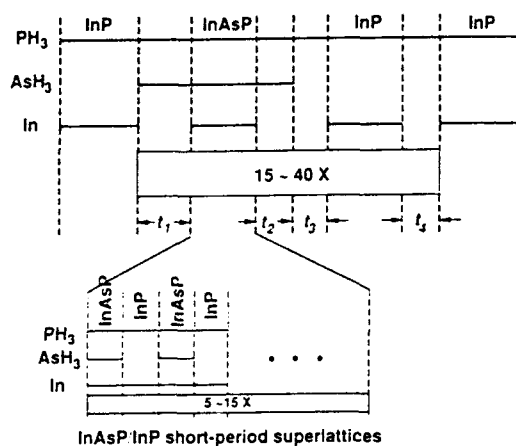 InP InAsP InP InP
PH3
AsH3
In
15 ~ 40 X
t1 t2 t3 t4
InAsP InP InAsP InP
PH3
AsH3
In
5 ~ 15 X
InAsP/InP short-period superlattices